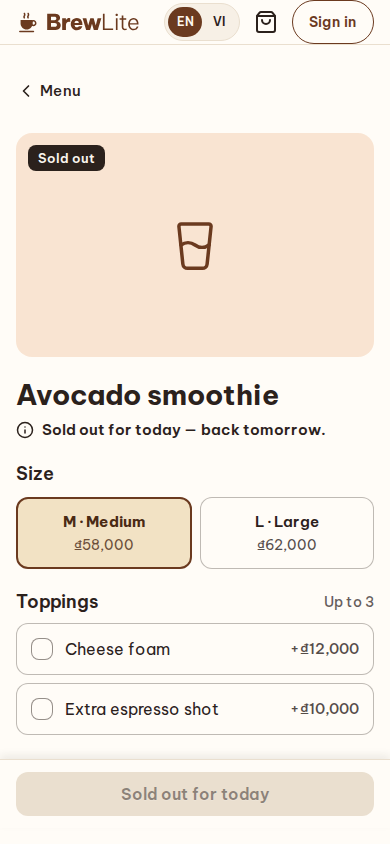 BrewLite
EN VI
Sign in
Menu
Sold out
Avocado smoothie
Sold out for today — back tomorrow.
Size
M · Medium
₫58,000
L · Large
₫62,000
Toppings
Up to 3
Cheese foam
+₫12,000
Extra espresso shot
+₫10,000
Sold out for today